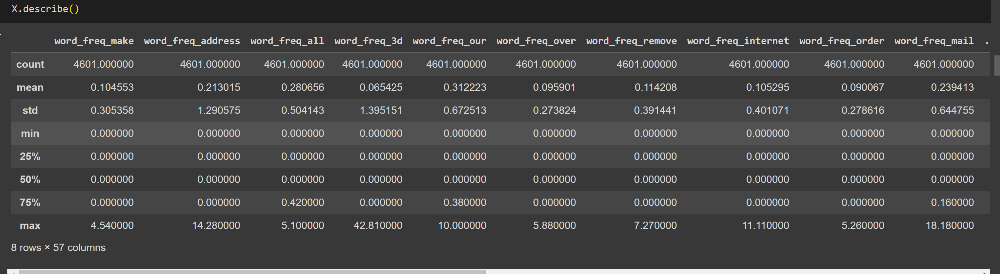 X.describe()
word_freq_make word_freq_address word_freq_all word_freq_3d word_freq_our word_freq_over word_freq_remove word_freq_internet word_freq_order word_freq_mail .
count 4601.000000 4601.000000 4601.000000 4601.000000 4601.000000 4601.000000 4601.000000 4601.000000 4601.000000 4601.000000
mean 0.104553 0.213015 0.280656 0.065425 0.312223 0.095901 0.114208 0.105295 0.090067 0.239413
std 0.305358 1.290575 0.504143 1.395151 0.672513 0.273824 0.391441 0.401071 0.278616 0.644755
min 0.000000 0.000000 0.000000 0.000000 0.000000 0.000000 0.000000 0.000000 0.000000 0.000000
25% 0.000000 0.000000 0.000000 0.000000 0.000000 0.000000 0.000000 0.000000 0.000000 0.000000
50% 0.000000 0.000000 0.000000 0.000000 0.000000 0.000000 0.000000 0.000000 0.000000 0.000000
75% 0.000000 0.000000 0.420000 0.000000 0.380000 0.000000 0.000000 0.000000 0.000000 0.160000
max 4.540000 14.280000 5.100000 42.810000 10.000000 5.880000 7.270000 11.110000 5.260000 18.180000
8 rows × 57 columns